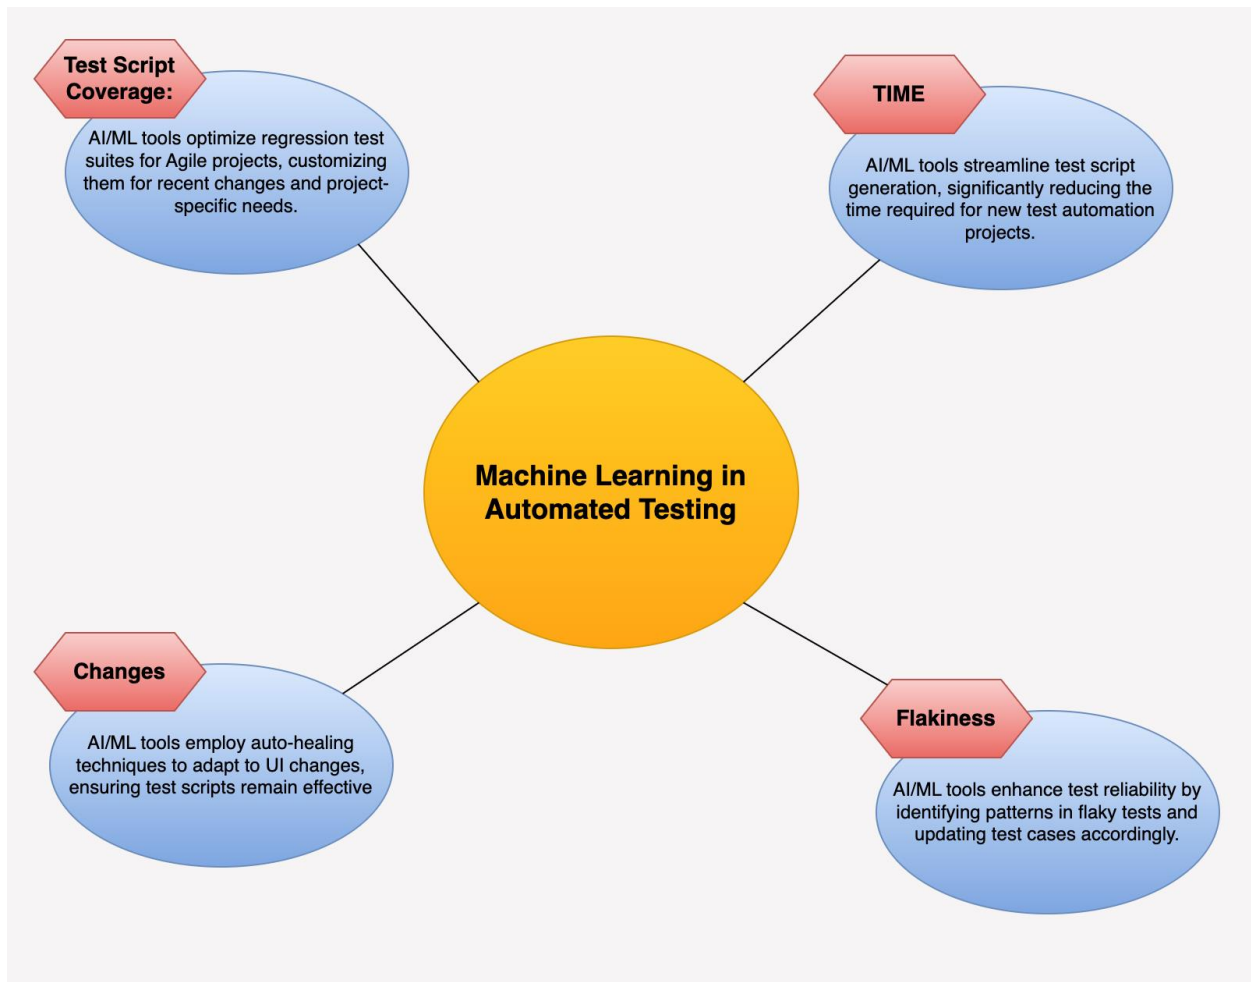 Test Script
Coverage:
AI/ML tools optimize regression test
suites for Agile projects, customizing
them for recent changes and project-
specific needs.
TIME
AI/ML tools streamline test script
generation, significantly reducing the
time required for new test automation
projects.
Machine Learning in
Automated Testing
Changes
AI/ML tools employ auto-healing
techniques to adapt to UI changes,
ensuring test scripts remain effective
Flakiness
AI/ML tools enhance test reliability by
identifying patterns in flaky tests and
updating test cases accordingly.